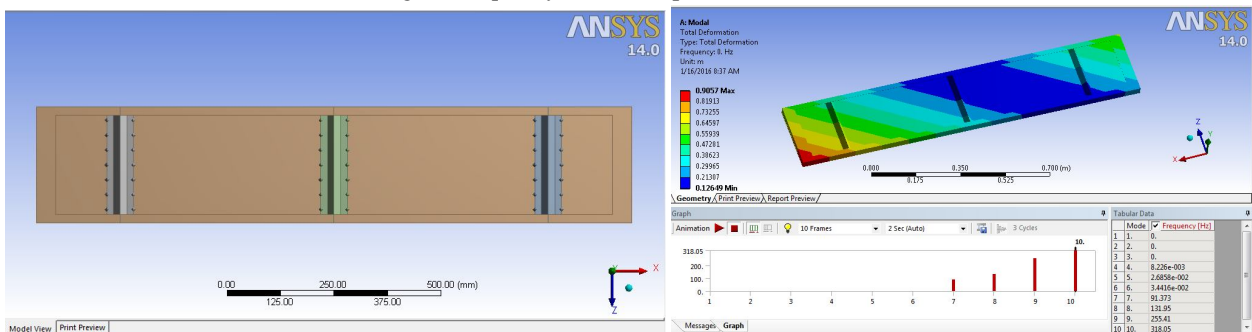 ANSYS
14.0
0.00 250.00 500.00 (mm)
125.00 375.00
X
Z
Model View Print Preview
A: Modal
Total Deformation
Type: Total Deformation
Frequency: 0. Hz
Unit: m
1/16/2016 8:37 AM
0.9057 Max
0.81913
0.73255
0.64597
0.55939
0.47281
0.38623
0.29965
0.21307
0.12649 Min
ANSYS
14.0
Z
Y
X
0.000 0.350 0.700 (m)
0.175 0.525
Geometry Print Preview Report Preview
Graph
Animation 10 Frames 2 Sec (Auto) 3 Cycles
10.
318.05
200.
100.
0.
1 2 3 4 5 6 7 8 9 10
Messages Graph
Tabular Data
Mode Frequency [Hz]
1 1. 0.
2 2. 0.
3 3. 0.
4 4. 8.226e-003
5 5. 2.6858e-002
6 6. 3.4416e-002
7 7. 91.373
8 8. 131.95
9 9. 255.41
10 10. 318.05